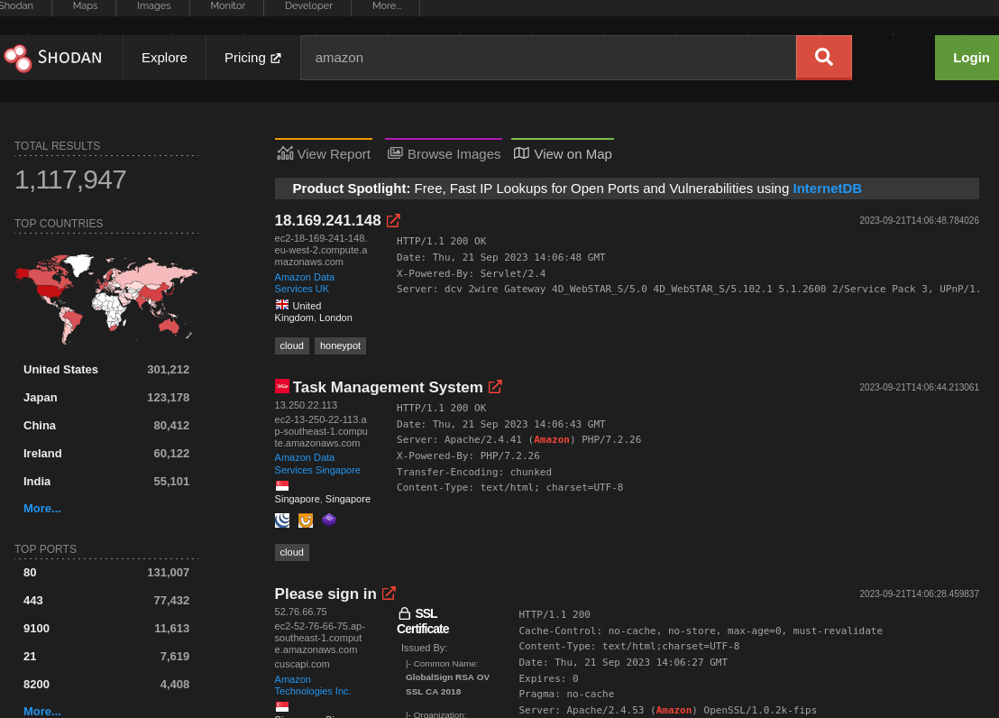 Shodan Maps Images Monitor Developer More...
SHODAN Explore Pricing amazon Login
TOTAL RESULTS
1,117,947
TOP COUNTRIES
United States 301,212
Japan 123,178
China 80,412
Ireland 60,122
India 55,101
More...
TOP PORTS
80 131,007
443 77,432
9100 11,613
21 7,619
8200 4,408
More...
View Report Browse Images View on Map
Product Spotlight: Free, Fast IP Lookups for Open Ports and Vulnerabilities using InternetDB
18.169.241.148
2023-09-21T14:06:48.784026
ec2-18-169-241-148.
eu-west-2.compute.a
mazonaws.com
Amazon Data
Services UK
United
Kingdom, London
cloud honeypot
HTTP/1.1 200 OK
Date: Thu, 21 Sep 2023 14:06:48 GMT
X-Powered-By: Servlet/2.4
Server: dcv 2wire Gateway 4D_WebSTAR_S/5.0 4D_WebSTAR_S/5.102.1 5.1.2600 2/Service Pack 3, UPnP/1.
Task Management System
2023-09-21T14:06:44.213061
13.250.22.113
ec2-13-250-22-113.a
p-southeast-1.compu
te.amazonaws.com
Amazon Data
Services Singapore
Singapore, Singapore
cloud
HTTP/1.1 200 OK
Date: Thu, 21 Sep 2023 14:06:43 GMT
Server: Apache/2.4.41 (Amazon) PHP/7.2.26
X-Powered-By: PHP/7.2.26
Transfer-Encoding: chunked
Content-Type: text/html; charset=UTF-8
Please sign in
2023-09-21T14:06:28.459837
52.76.66.75
ec2-52-76-66-75.ap-
southeast-1.comput
e.amazonaws.com
cuscapi.com
Amazon
Technologies Inc.
SSL
Certificate
Issued By:
|- Common Name:
GlobalSign RSA OV
SSL CA 2018
|- Organization:
HTTP/1.1 200
Cache-Control: no-cache, no-store, max-age=0, must-revalidate
Content-Type: text/html;charset=UTF-8
Date: Thu, 21 Sep 2023 14:06:27 GMT
Expires: 0
Pragma: no-cache
Server: Apache/2.4.53 (Amazon) OpenSSL/1.0.2k-fips